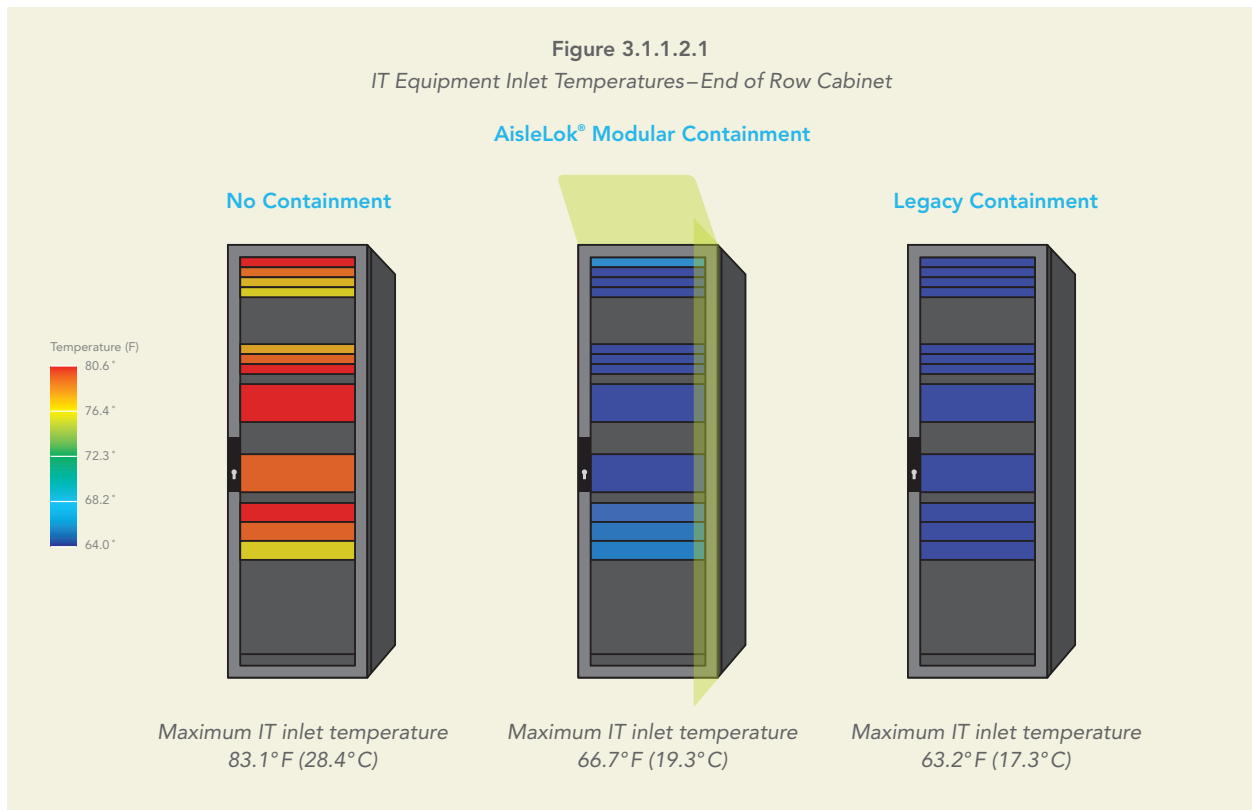 Figure 3.1.1.2.1
IT Equipment Inlet Temperatures–End of Row Cabinet
AisleLok® Modular Containment
No Containment
Legacy Containment
Temperature (F)
80.6°
76.4°
72.3°
68.2°
64.0°
Maximum IT inlet temperature
83.1°F (28.4°C)
Maximum IT inlet temperature
66.7°F (19.3°C)
Maximum IT inlet temperature
63.2°F (17.3°C)